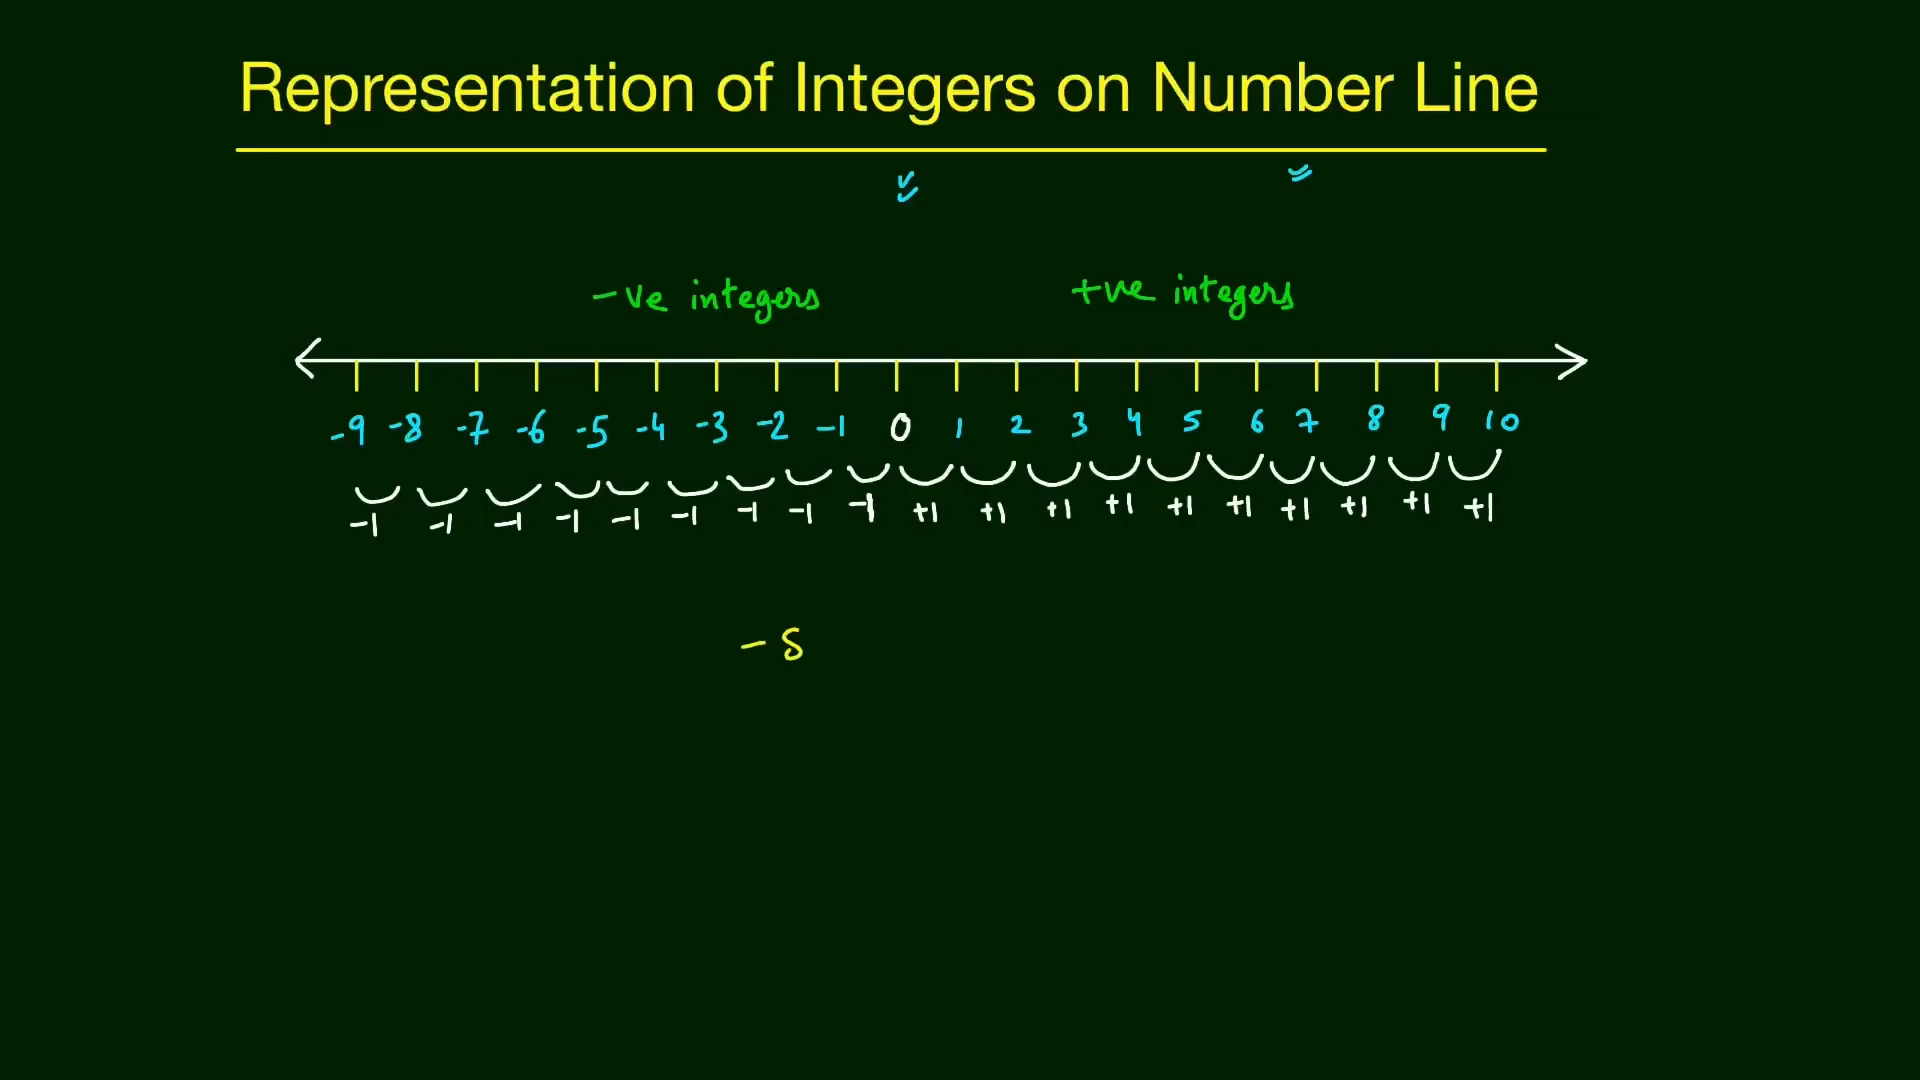 Representation of Integers on Number Line
-ve integers +ve integers
-9 -8 -7 -6 -5 -4 -3 -2 -1 0 1 2 3 4 5 6 7 8 9 10
-1 -1 -1 -1 -1 -1 -1 -1 -1 +1 +1 +1 +1 +1 +1 +1 +1 +1 +1